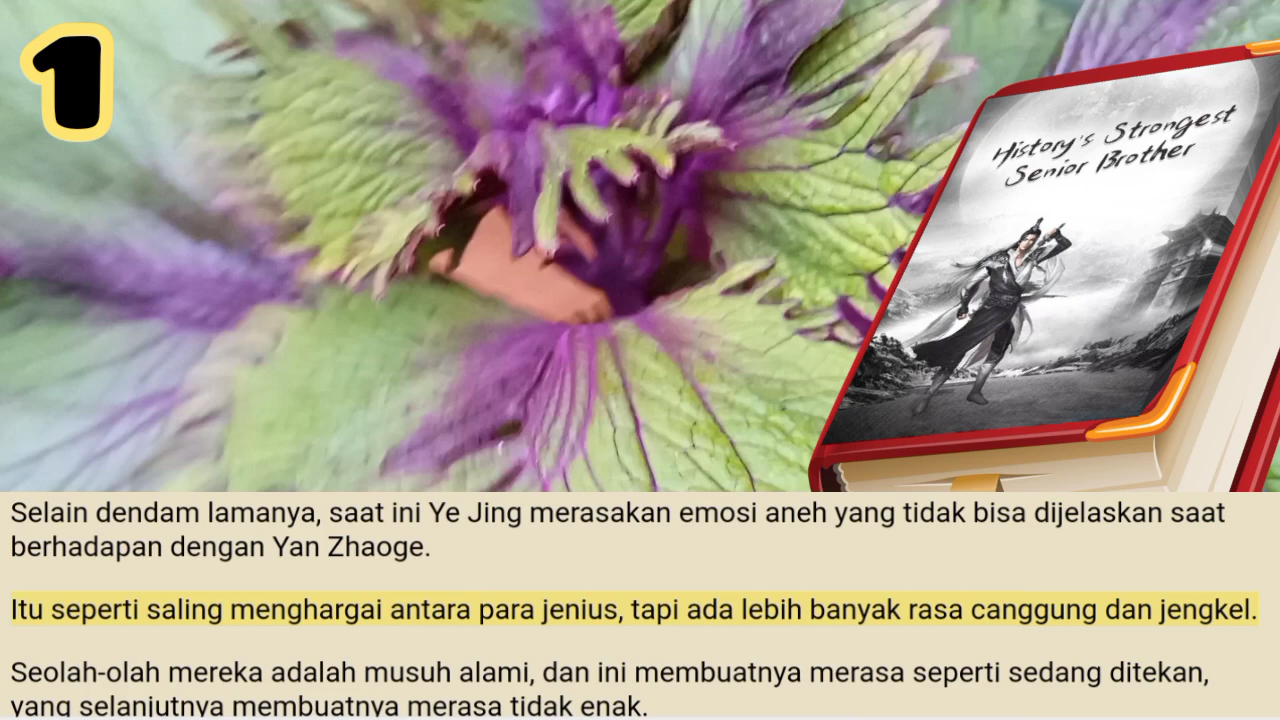 1
History's Strongest
Senior Brother
Selain dendam lamanya, saat ini Ye Jing merasakan emosi aneh yang tidak bisa dijelaskan saat
berhadapan dengan Yan Zhaoge.
Itu seperti saling menghargai antara para jenius, tapi ada lebih banyak rasa canggung dan jengkel.
Seolah-olah mereka adalah musuh alami, dan ini membuatnya merasa seperti sedang ditekan,
yang selanjutnya membuatnya merasa tidak enak.